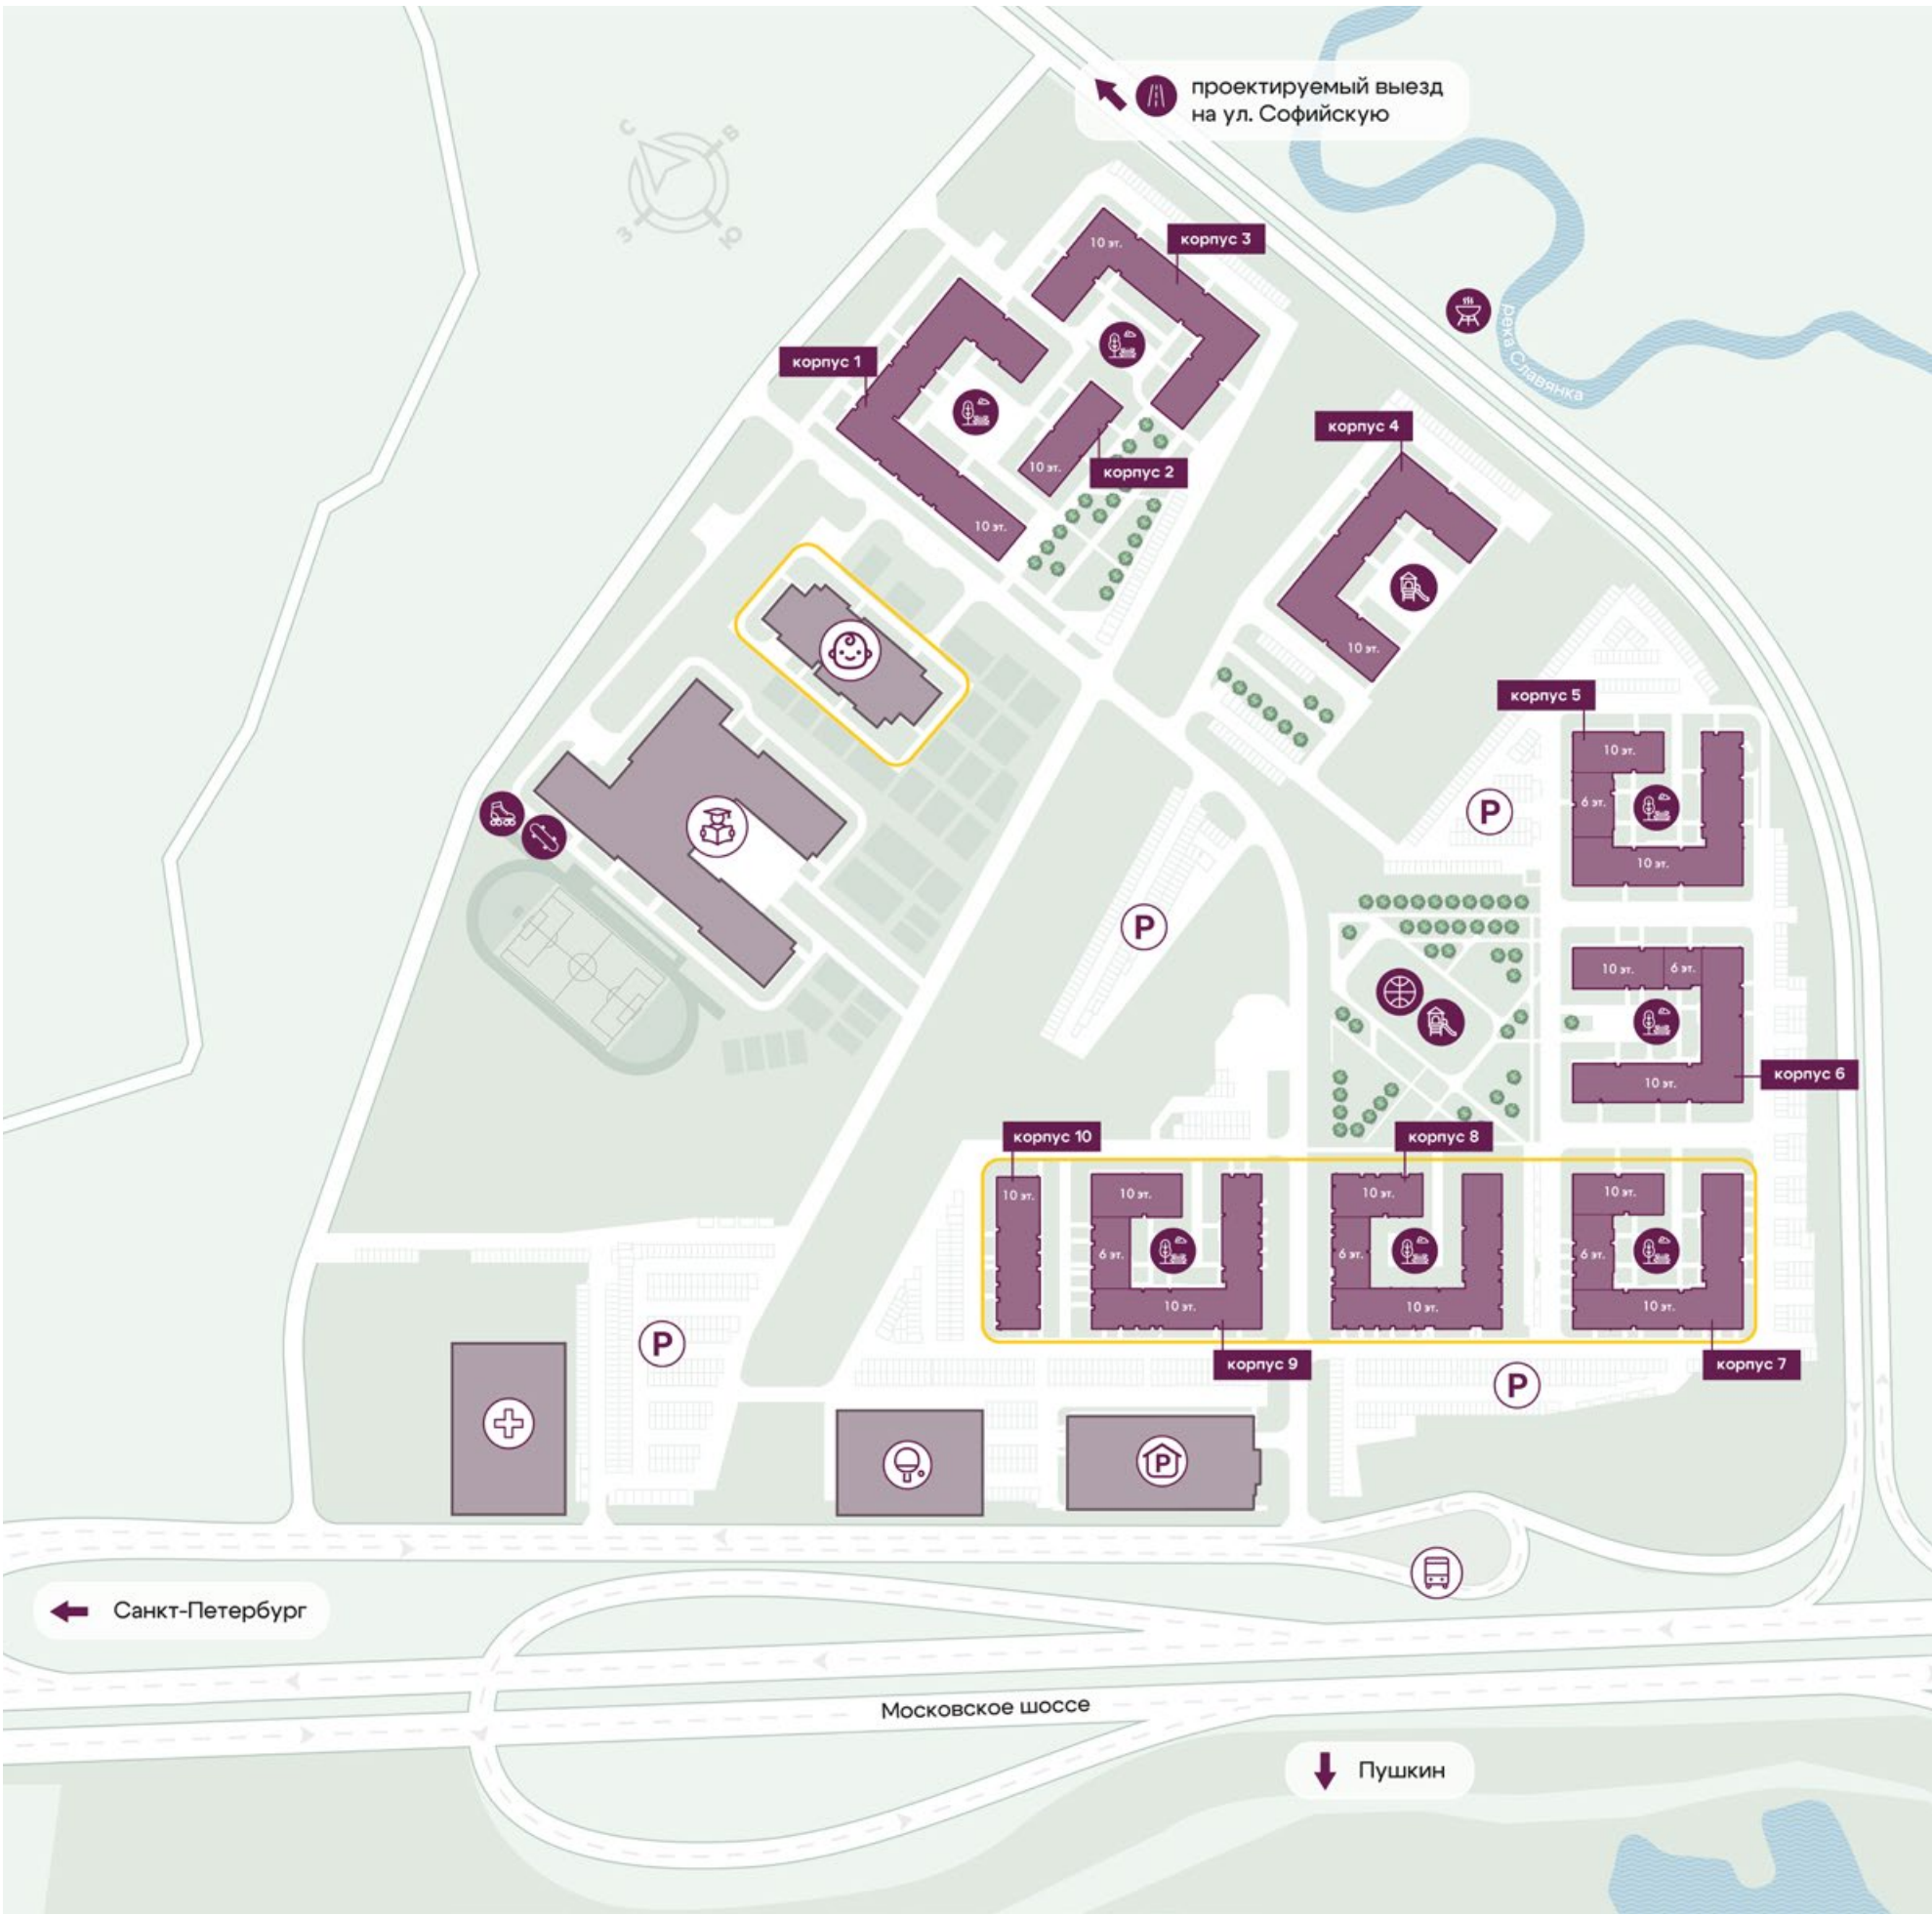 проектируемый выезд
на ул. Софийскую
С
В
З
Ю
корпус 3
10 эт.
корпус 1
река Славянка
корпус 4
10 эт.
корпус 2
10 эт.
10 эт.
корпус 5
10 эт.
6 эт.
P
10 эт.
P
10 эт.
6 эт.
10 эт.
корпус 6
корпус 10
корпус 8
10 эт.
10 эт.
10 эт.
10 эт.
6 эт.
6 эт.
6 эт.
10 эт.
10 эт.
10 эт.
P
корпус 9
корпус 7
P
P
Санкт-Петербург
Московское шоссе
Пушкин